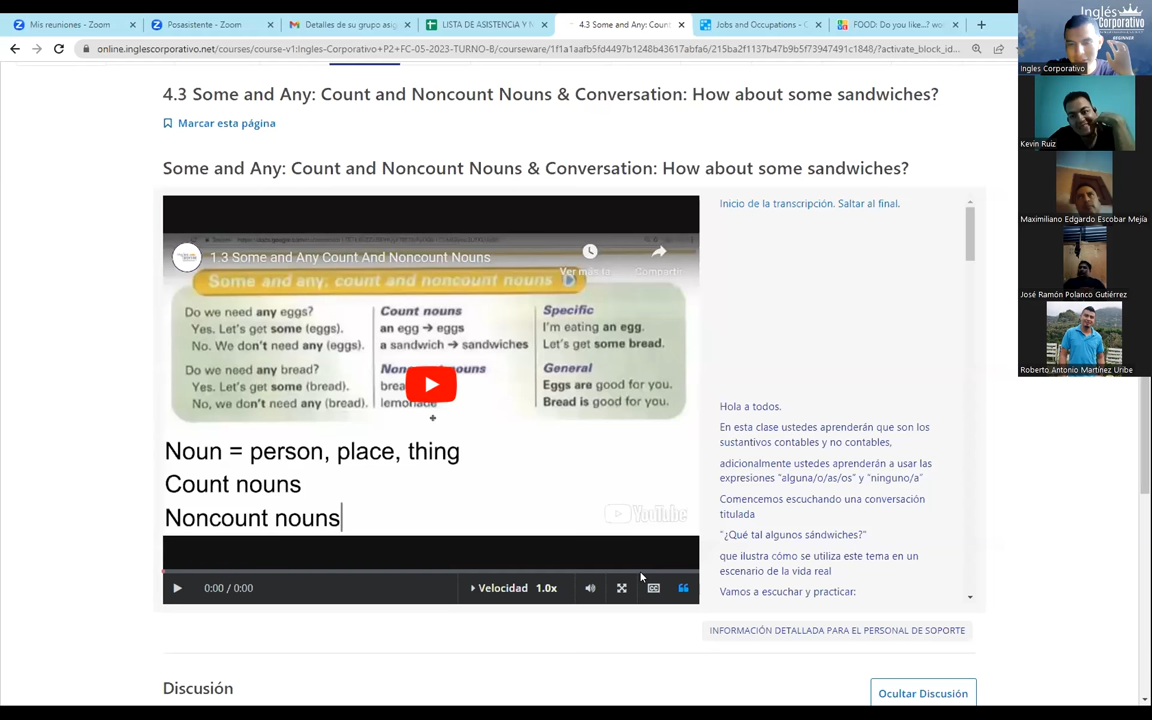 Mis reuniones - Zoom
Posasistente - Zoom
Detalles de su grupo asig
LISTA DE ASISTENCIA Y N
4.3 Some and Any: Count
Jobs and Occupations - C
FOOD: Do you like...? wo
online.inglescorporativo.net/courses/course-v1:Ingles-Corporativo+P2+FC-05-2023-TURNO-B/courseware/1f1a1aafb5fd4497b1248b43617abfa6/215ba2f1137b47b9b5f73947491c1848/?activate_block_id...
4.3 Some and Any: Count and Noncount Nouns & Conversation: How about some sandwiches?
Marcar esta página
Some and Any: Count and Noncount Nouns & Conversation: How about some sandwiches?
1.3 Some and Any Count And Noncount Nouns
Ver más ta
Compartir
Some and any; count and noncount nouns
Do we need any eggs?
Yes. Let's get some (eggs).
No. We don't need any (eggs).
Do we need any bread?
Yes. Let's get some (bread).
No, we don't need any (bread).
Count nouns
an egg → eggs
a sandwich → sandwiches
lemonade
Specific
I'm eating an egg.
Let's get some bread.
General
Eggs are good for you.
Bread is good for you.
Noun = person, place, thing
Count nouns
Noncount nouns
YouTube
0:00 / 0:00
Velocidad 1.0x
Inicio de la transcripción. Saltar al final.
Hola a todos.
En esta clase ustedes aprenderán que son los
sustantivos contables y no contables,
adicionalmente ustedes aprenderán a usar las
expresiones “alguna/o/as/os” y “ninguno/a”
Comencemos escuchando una conversación
titulada
"¿Qué tal algunos sándwiches?"
que ilustra cómo se utiliza este tema en un
escenario de la vida real
Vamos a escuchar y practicar:
INFORMACIÓN DETALLADA PARA EL PERSONAL DE SOPORTE
Discusión
Ocultar Discusión
Inglés
Corporativo
BEGINNER
Ingles Corporativo
Kevin Ruiz
Maximiliano Edgardo Escobar Mejía
José Ramón Polanco Gutiérrez
Roberto Antonio Martínez Uribe